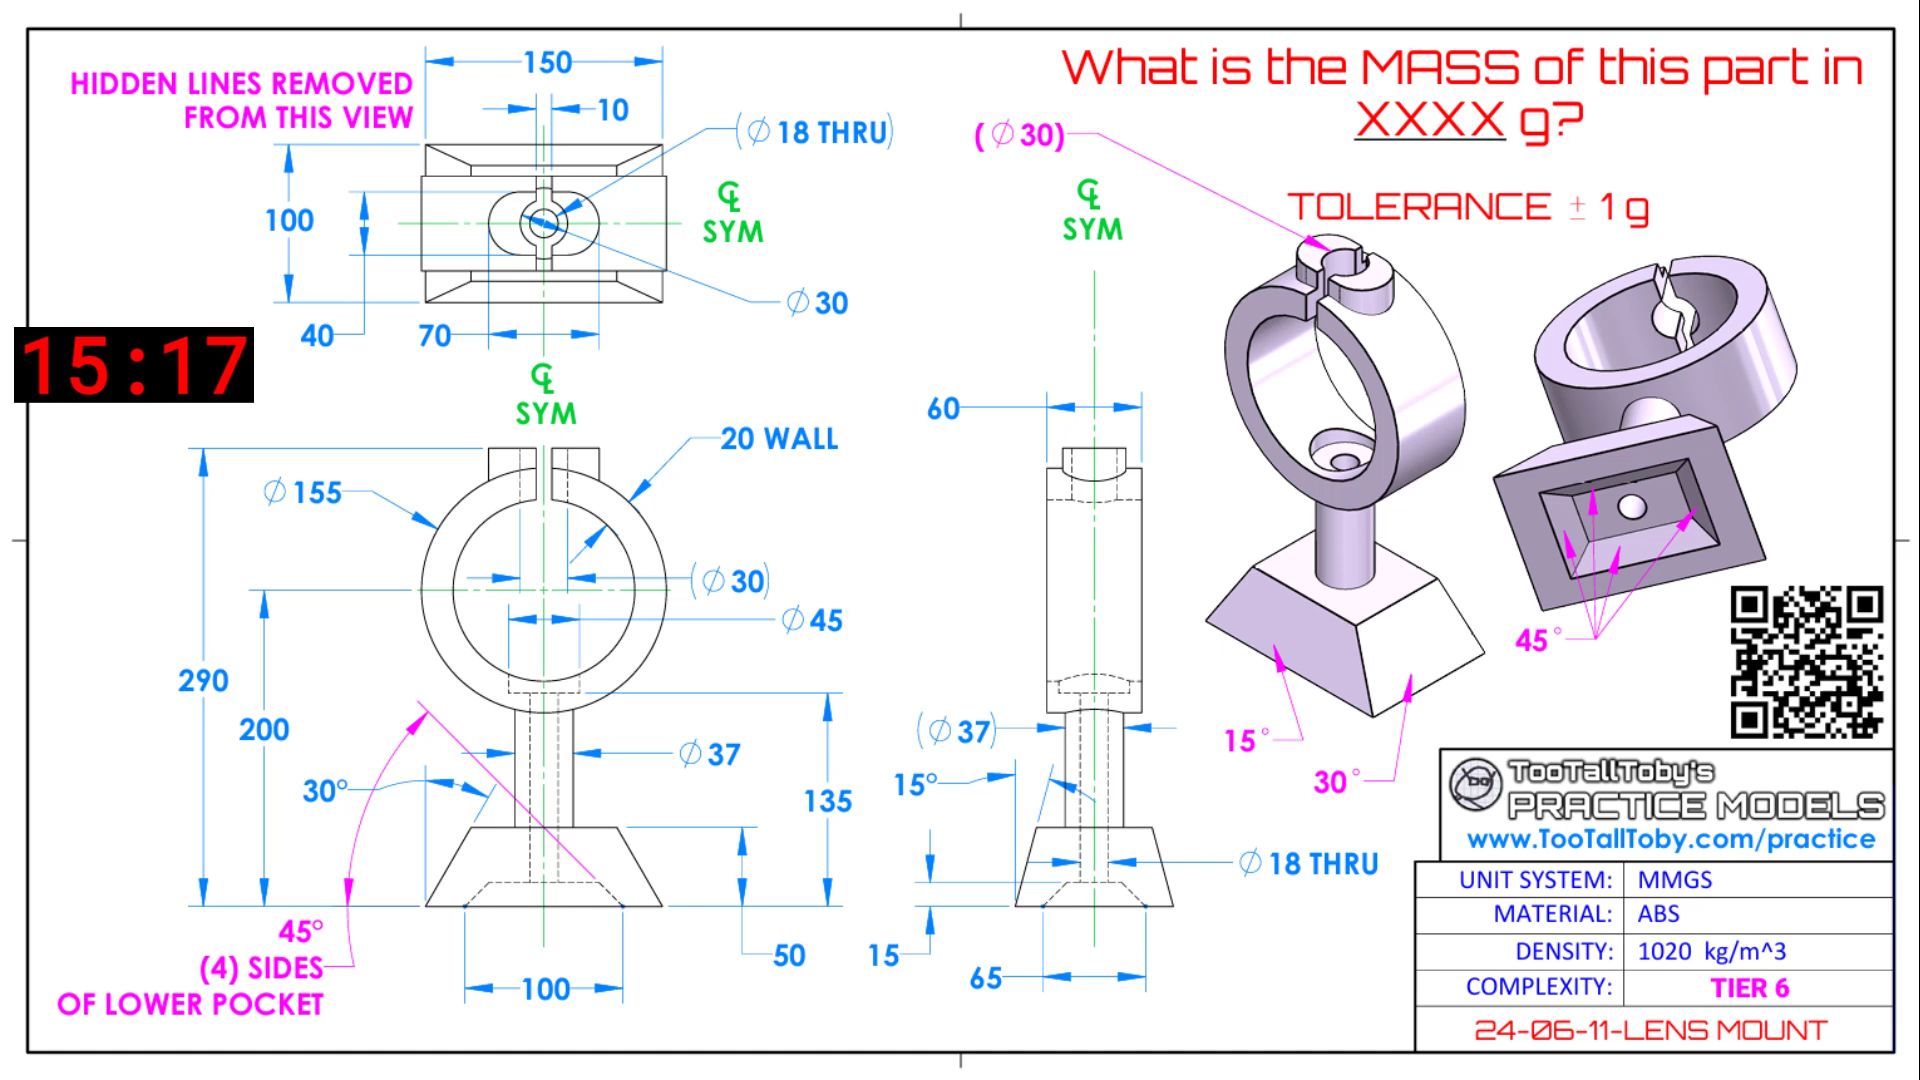 What is the MASS of this part in
XXXX g?
TOLERANCE ± 1 g
HIDDEN LINES REMOVED
FROM THIS VIEW
150
10
(∅ 18 THRU)
100
℄
SYM
∅ 30
40
70
15:17
℄
SYM
20 WALL
∅ 155
(∅ 30)
∅ 45
290
200
∅ 37
30°
135
45°
(4) SIDES
OF LOWER POCKET
100
50
℄
SYM
60
(∅ 37)
15°
∅ 18 THRU
15
65
(∅ 30)
15°
30°
45°
TooTallToby's
PRACTICE MODELS
www.TooTallToby.com/practice
UNIT SYSTEM: MMGS
MATERIAL: ABS
DENSITY: 1020 kg/m^3
COMPLEXITY: TIER 6
24-06-11-LENS MOUNT